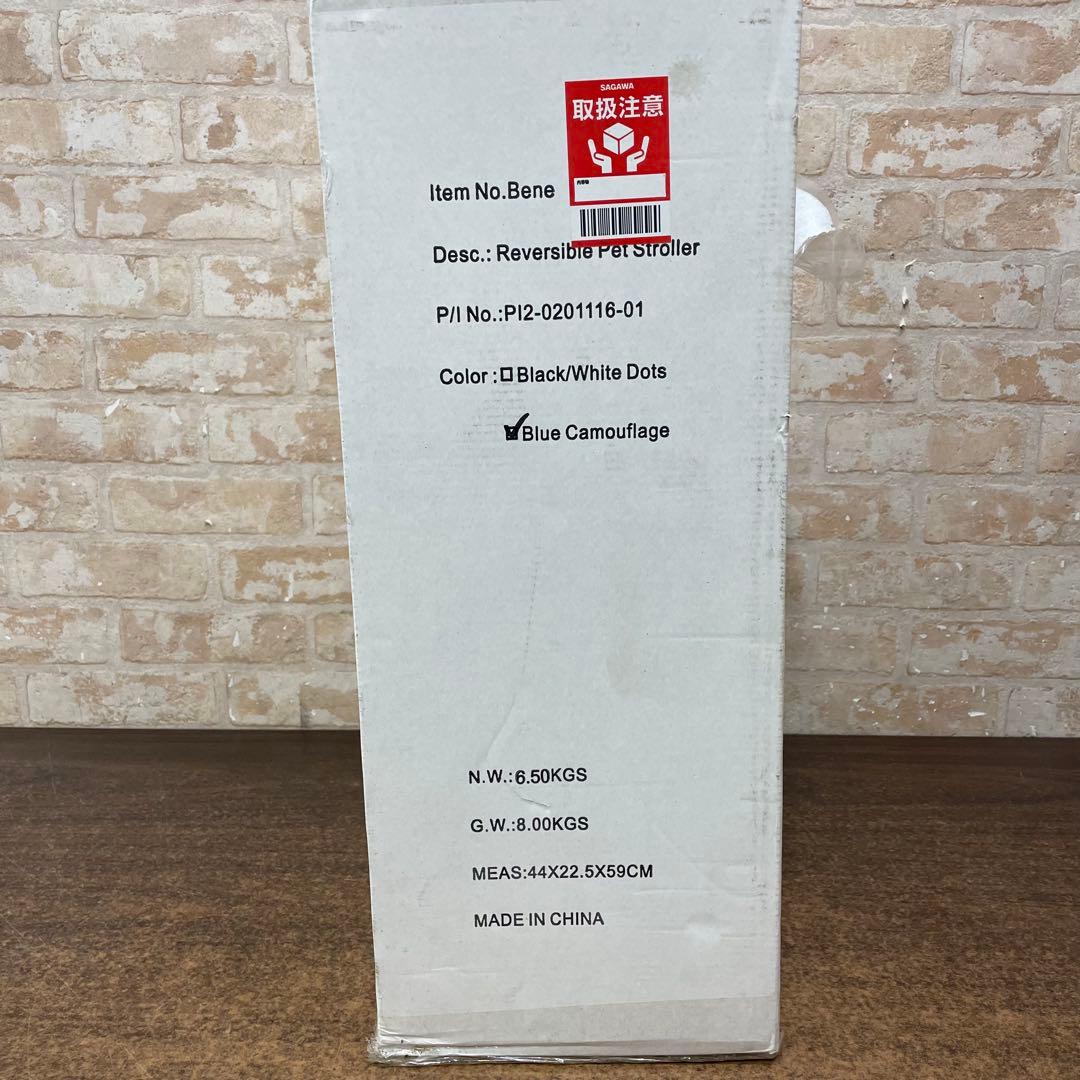 SAGAWA
取扱注意
Item No.Bene
Desc.: Reversible Pet Stroller
P/I No.:PI2-0201116-01
Color :□Black/White Dots
☑Blue Camouflage
N.W.:6.50KGS
G.W.:8.00KGS
MEAS:44X22.5X59CM
MADE IN CHINA